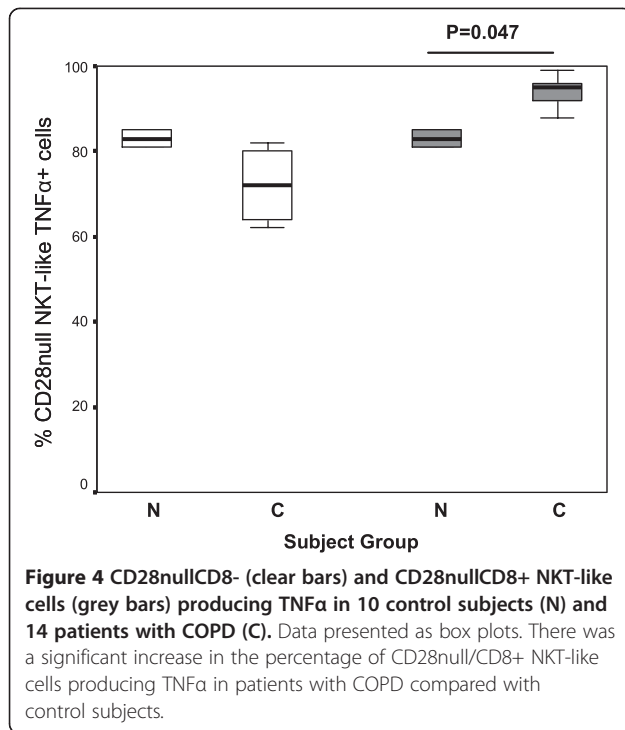 P=0.047
100
80
60
40
20
0
% CD28null NKT-like TNFα+ cells
N
C
N
C
Subject Group
Figure 4 CD28nullCD8- (clear bars) and CD28nullCD8+ NKT-like
cells (grey bars) producing TNFα in 10 control subjects (N) and
14 patients with COPD (C). Data presented as box plots. There was
a significant increase in the percentage of CD28null/CD8+ NKT-like
cells producing TNFα in patients with COPD compared with
control subjects.